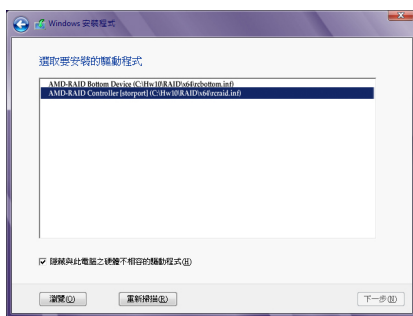 Windows 安裝程式
選取要安裝的驅動程式
AMD-RAID Bottom Device (C:\Hw10\RAID\x64\rcbottom.inf)
AMD-RAID Controller [storport] (C:\Hw10\RAID\x64\rcraid.inf)
隱藏與此電腦之硬體不相容的驅動程式(H)
瀏覽(O) 重新掃描(R) 下一步(N)